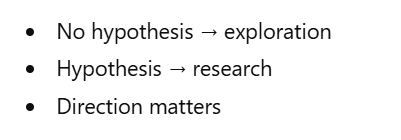 • No hypothesis → exploration
• Hypothesis → research
• Direction matters